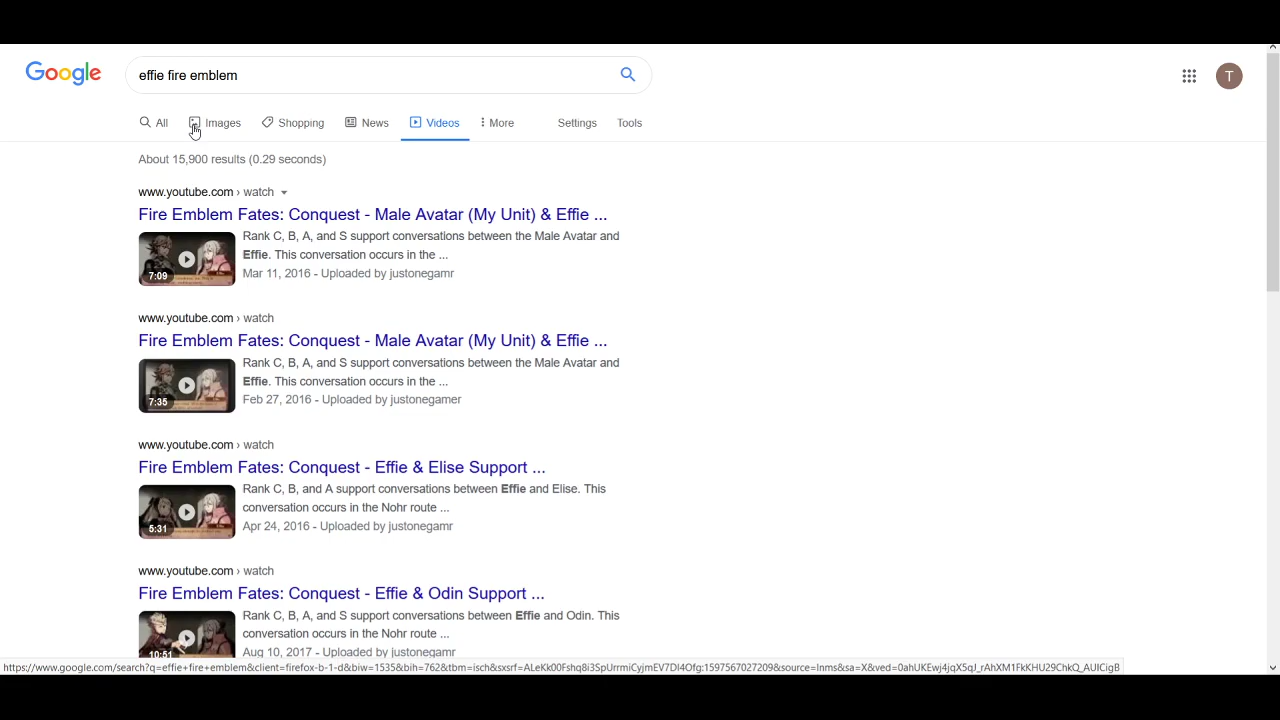 Google
effie fire emblem
T
All Images Shopping News Videos More Settings Tools
About 15,900 results (0.29 seconds)
www.youtube.com › watch
Fire Emblem Fates: Conquest - Male Avatar (My Unit) & Effie ...
Rank C, B, A, and S support conversations between the Male Avatar and
Effie. This conversation occurs in the ...
7:09
Mar 11, 2016 - Uploaded by justonegamr
www.youtube.com › watch
Fire Emblem Fates: Conquest - Male Avatar (My Unit) & Effie ...
Rank C, B, A, and S support conversations between the Male Avatar and
Effie. This conversation occurs in the ...
7:35
Feb 27, 2016 - Uploaded by justonegamer
www.youtube.com › watch
Fire Emblem Fates: Conquest - Effie & Elise Support ...
Rank C, B, and A support conversations between Effie and Elise. This
conversation occurs in the Nohr route ...
5:31
Apr 24, 2016 - Uploaded by justonegamr
www.youtube.com › watch
Fire Emblem Fates: Conquest - Effie & Odin Support ...
Rank C, B, A, and S support conversations between Effie and Odin. This
conversation occurs in the Nohr route ...
10:51
Aug 10, 2017 - Uploaded by justonegamr